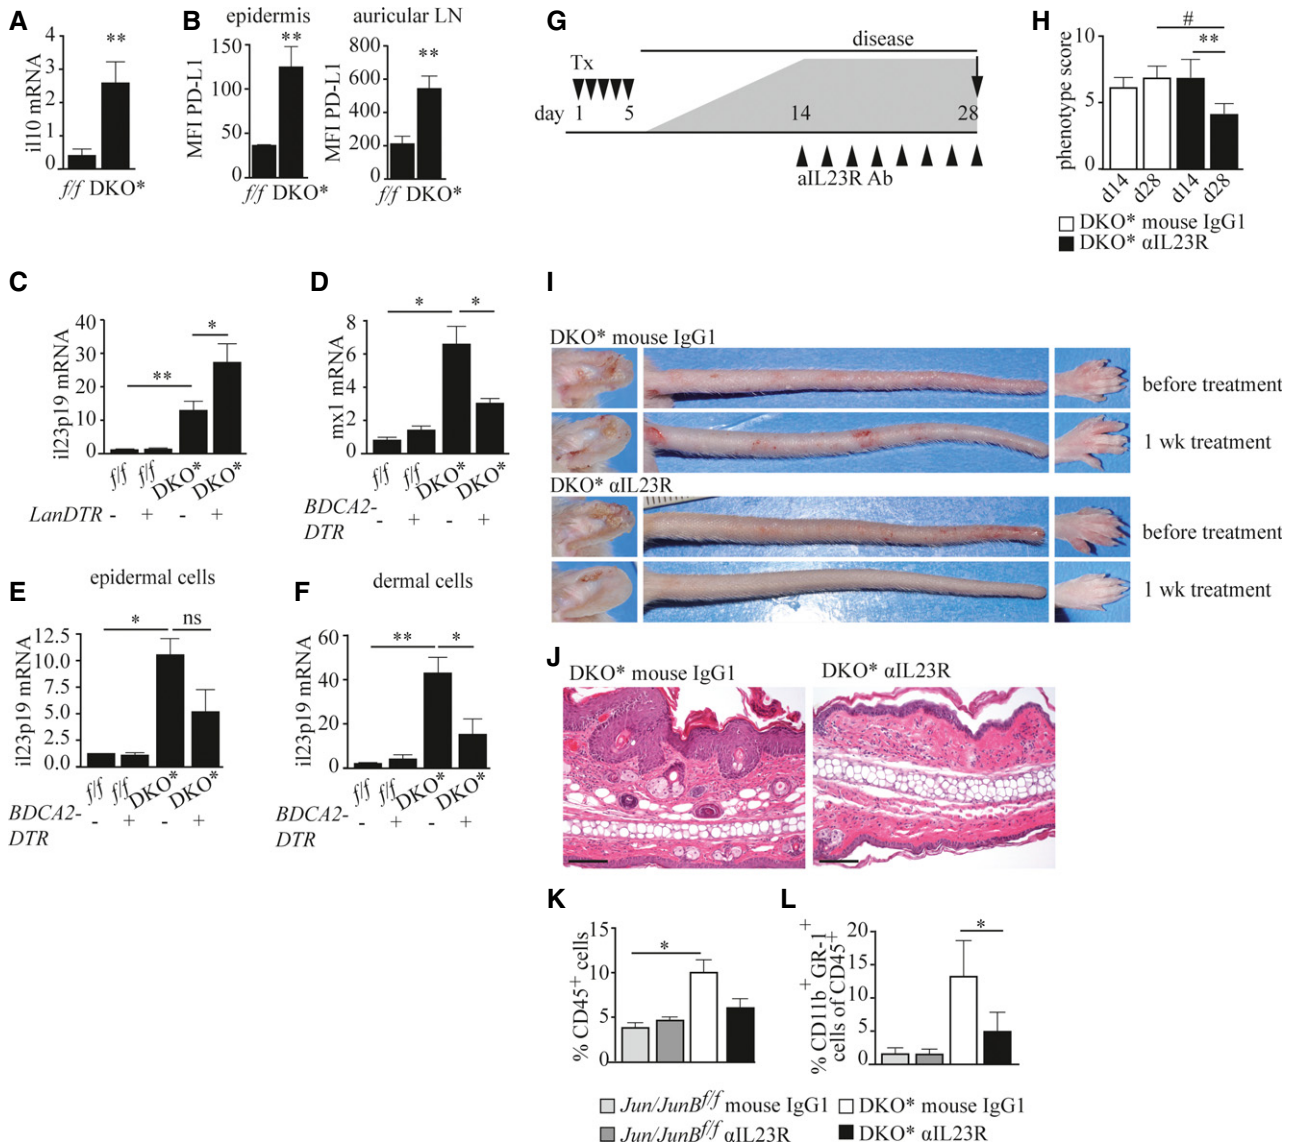 A
il10 mRNA
4
3
2
1
0
**
f/f DKO*
B
epidermis
MFI PD-L1
150
100
50
0
**
f/f DKO*
auricular LN
MFI PD-L1
800
600
400
200
0
**
f/f DKO*
G
disease
Tx
day 1 5 14 28
aIL23R Ab
H
phenotype score
10
5
0
#
**
d14 d28 d14 d28
DKO* mouse IgG1
DKO* αIL23R
C
il23p19 mRNA
40
30
20
10
0
**
*
f/f f/f DKO* DKO*
LanDTR - + - +
D
mx1 mRNA
8
6
4
2
0
*
*
f/f f/f DKO* DKO*
BDCA2-
DTR
- + - +
I
DKO* mouse IgG1
before treatment
1 wk treatment
DKO* αIL23R
before treatment
1 wk treatment
E
epidermal cells
il23p19 mRNA
12.5
10.0
7.5
5.0
2.5
0.0
*
ns
f/f f/f DKO* DKO*
BDCA2-
DTR
- + - +
F
dermal cells
il23p19 mRNA
60
40
20
0
**
*
f/f f/f DKO* DKO*
BDCA2-
DTR
- + - +
J
DKO* mouse IgG1
DKO* αIL23R
K
% CD45+ cells
15
10
5
0
*
L
% CD11b+ GR-1+
cells of CD45+
20
15
10
5
0
*
Jun/JunBf/f mouse IgG1
Jun/JunBf/f αIL23R
DKO* mouse IgG1
DKO* αIL23R